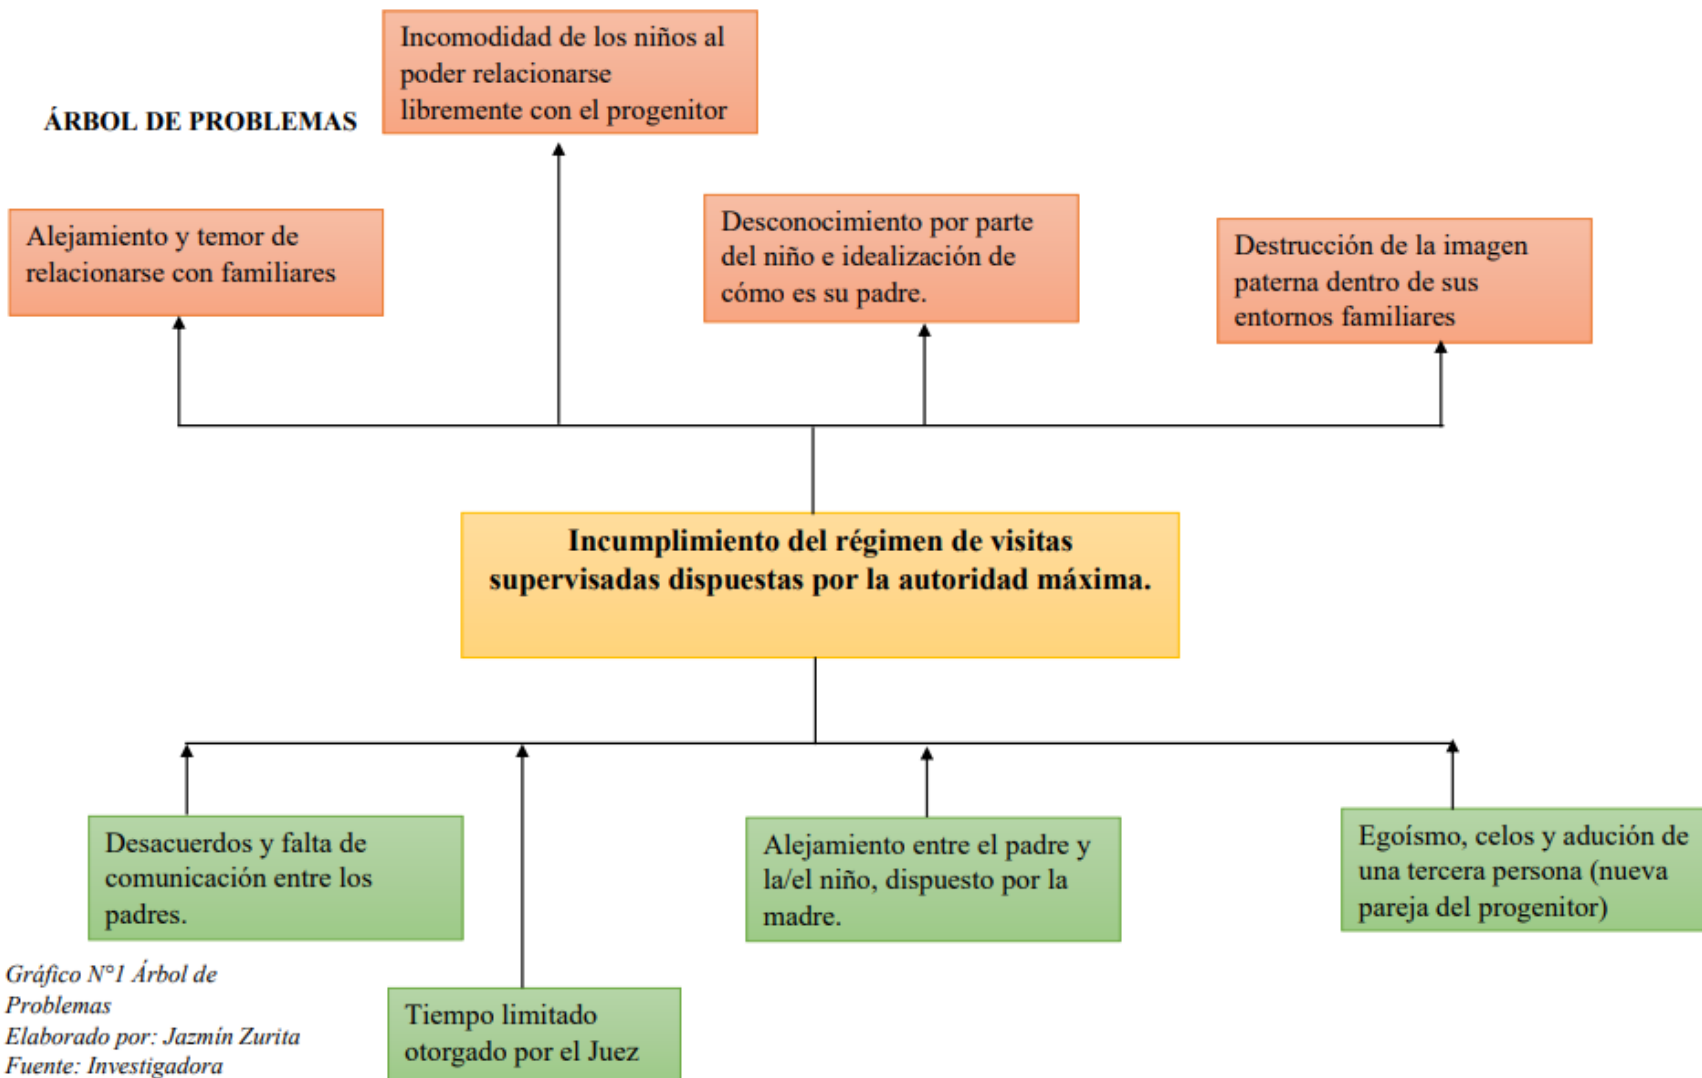 ÁRBOL DE PROBLEMAS
Incomodidad de los niños al
poder relacionarse
libremente con el progenitor
Alejamiento y temor de
relacionarse con familiares
Desconocimiento por parte
del niño e idealización de
cómo es su padre.
Destrucción de la imagen
paterna dentro de sus
entornos familiares
Incumplimiento del régimen de visitas
supervisadas dispuestas por la autoridad máxima.
Desacuerdos y falta de
comunicación entre los
padres.
Tiempo limitado
otorgado por el Juez
Alejamiento entre el padre y
la/el niño, dispuesto por la
madre.
Egoísmo, celos y adución de
una tercera persona (nueva
pareja del progenitor)
Gráfico N°1 Árbol de
Problemas
Elaborado por: Jazmín Zurita
Fuente: Investigadora